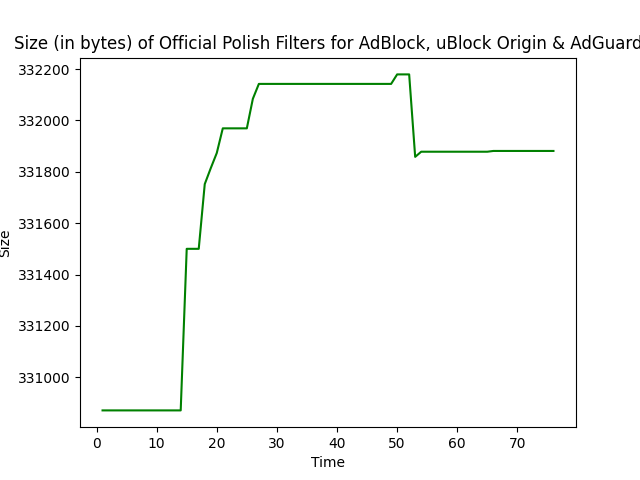 Size (in bytes) of Official Polish Filters for AdBlock, uBlock Origin & AdGuard
332200
332000
331800
331600
331400
331200
331000
Size
0 10 20 30 40 50 60 70
Time